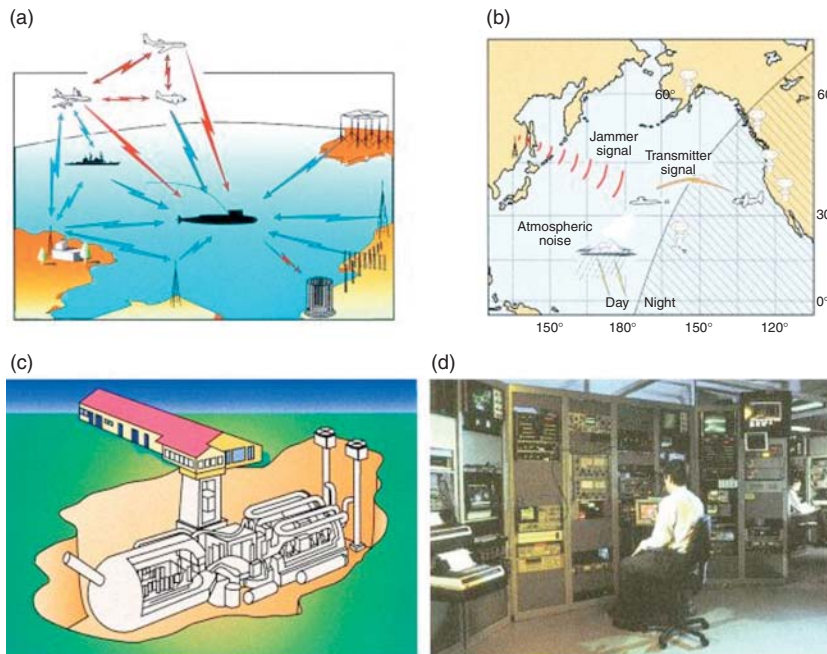 (a)
(b)
60°
60
Jammer
signal
Transmitter
signal
30
Atmospheric
noise
Day
Night
0°
150°
180°
150°
120°
(c)
(d)